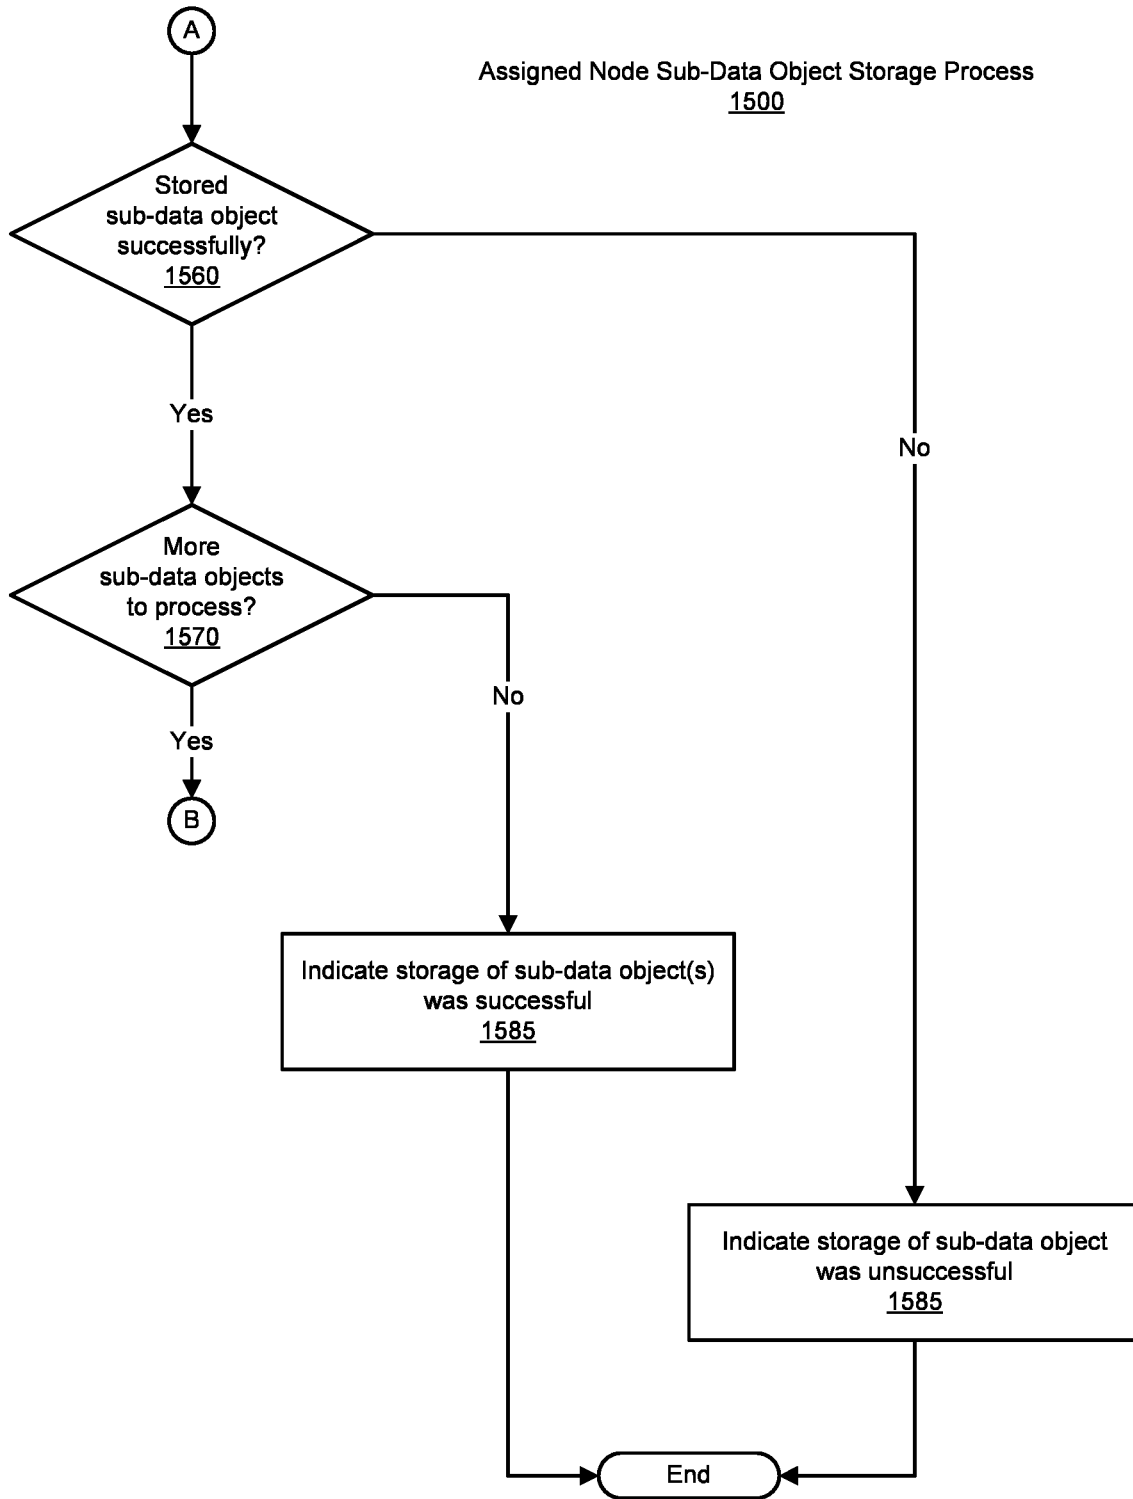 A
Assigned Node Sub-Data Object Storage Process
1500
Stored
sub-data object
successfully?
1560
Yes
No
More
sub-data objects
to process?
1570
No
Yes
B
Indicate storage of sub-data object(s)
was successful
1585
Indicate storage of sub-data object
was unsuccessful
1585
End